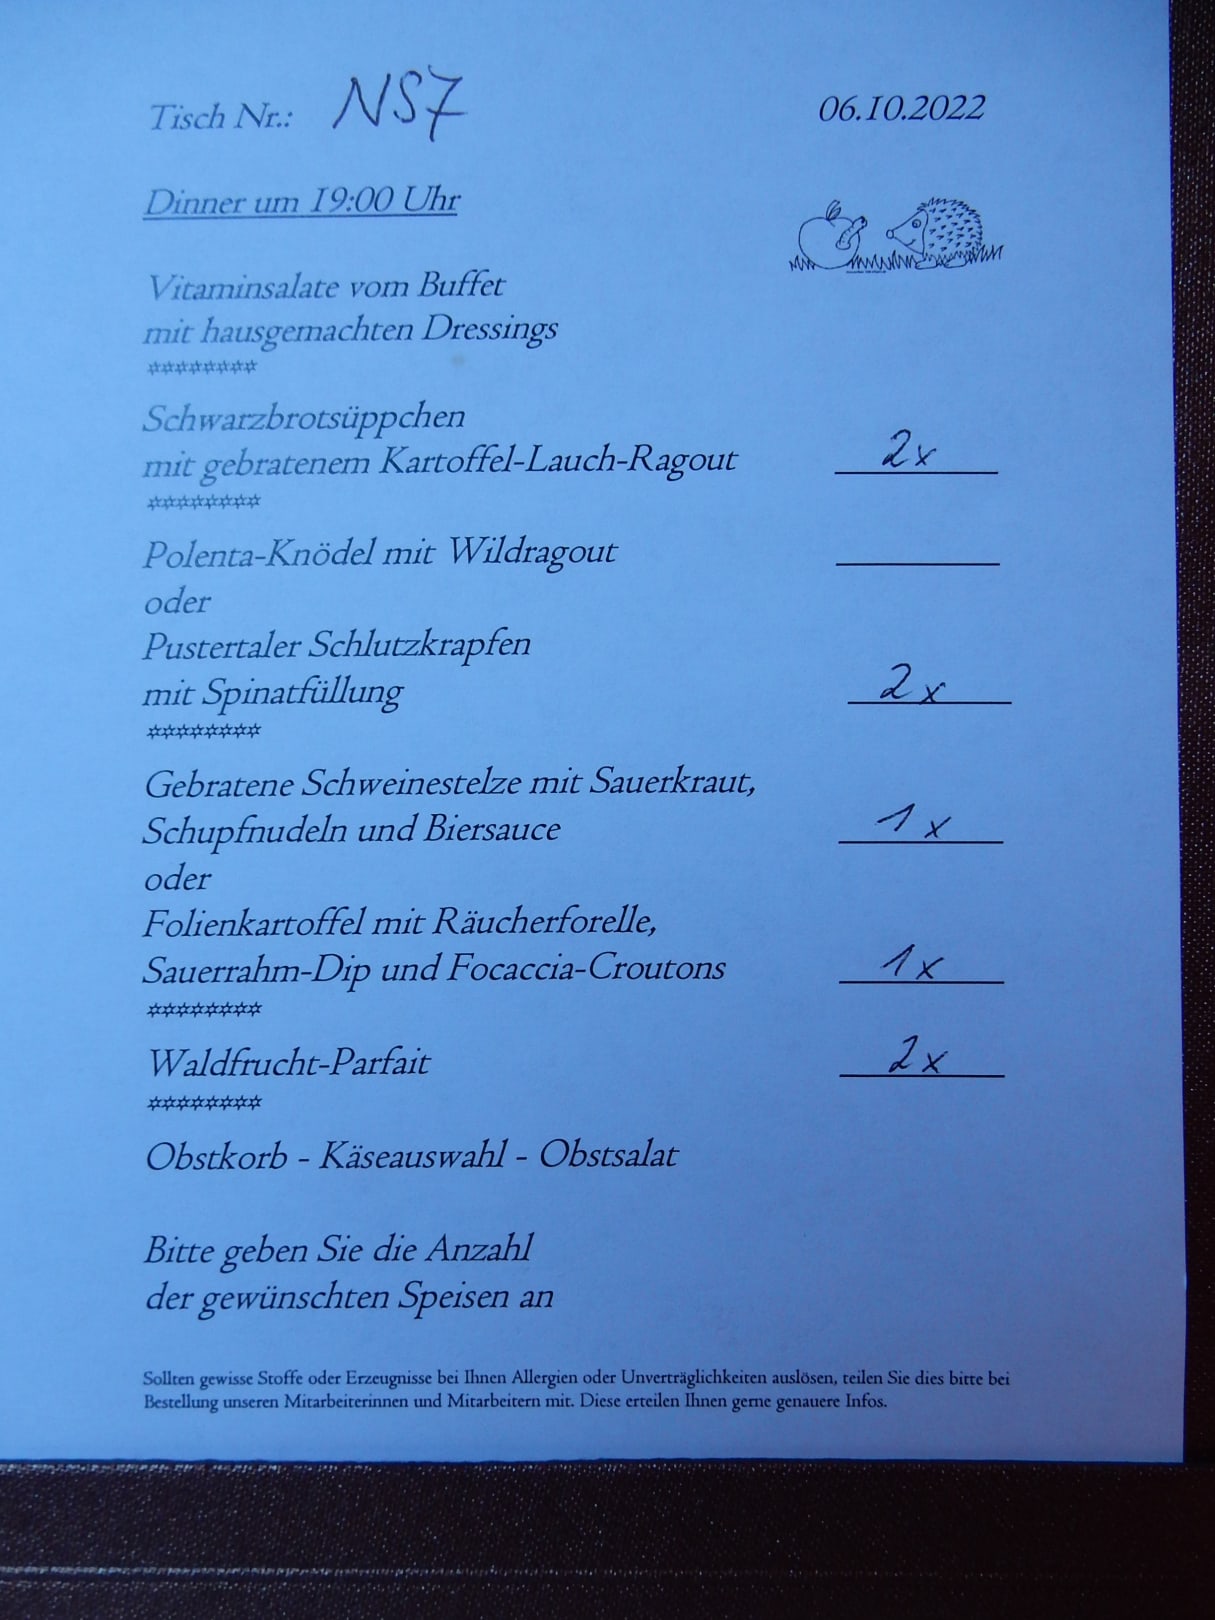 Tisch Nr.: NS7 06.10.2022
Dinner um 19:00 Uhr
Vitaminsalate vom Buffet
mit hausgemachten Dressings
********
Schwarzbrotsüppchen
mit gebratenem Kartoffel-Lauch-Ragout 2x
********
Polenta-Knödel mit Wildragout
oder
Pustertaler Schlutzkrapfen
mit Spinatfüllung 2x
********
Gebratene Schweinestelze mit Sauerkraut,
Schupfnudeln und Biersauce 1x
oder
Folienkartoffel mit Räucherforelle,
Sauerrahm-Dip und Focaccia-Croutons 1x
********
Waldfrucht-Parfait 2x
********
Obstkorb - Käseauswahl - Obstsalat
Bitte geben Sie die Anzahl
der gewünschten Speisen an
Sollten gewisse Stoffe oder Erzeugnisse bei Ihnen Allergien oder Unverträglichkeiten auslösen, teilen Sie dies bitte bei
Bestellung unseren Mitarbeiterinnen und Mitarbeitern mit. Diese erteilen Ihnen gerne genauere Infos.